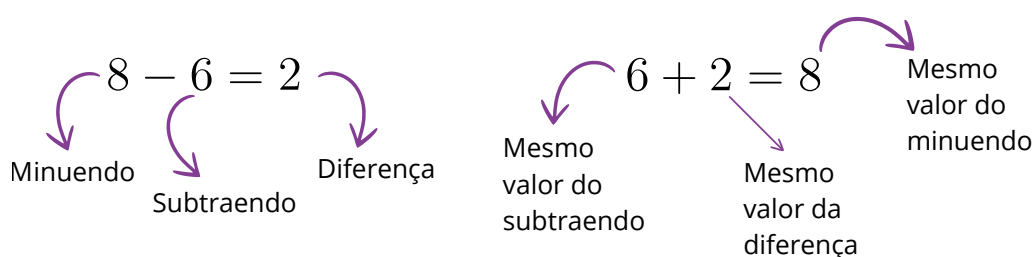 8 − 6 = 2
Minuendo
Subtraendo
Diferença
6 + 2 = 8
Mesmo
valor do
subtraendo
Mesmo
valor da
diferença
Mesmo
valor do
minuendo